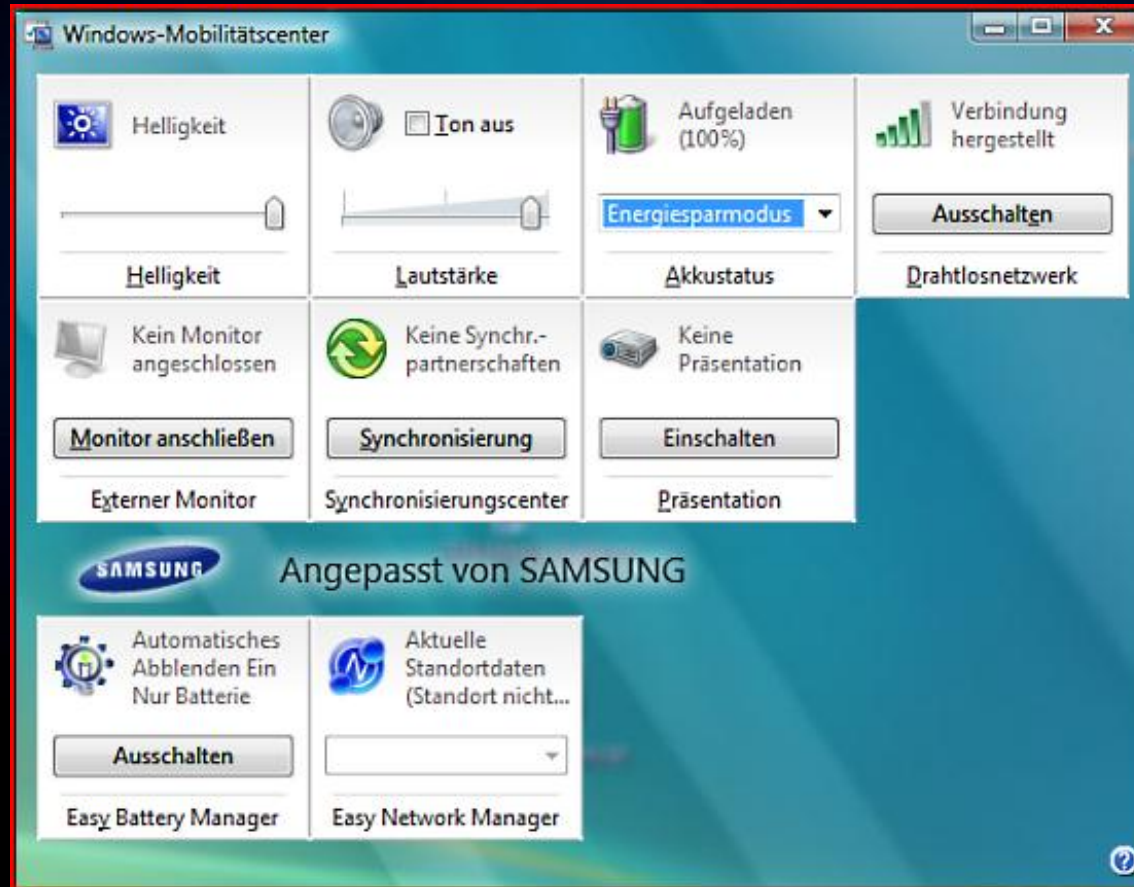 Windows-Mobilitätscenter
Helligkeit
Helligkeit
Ton aus
Lautstärke
Aufgeladen
(100%)
Energiesparmodus
Akkustatus
Verbindung
hergestellt
Ausschalten
Drahtlosnetzwerk
Kein Monitor
angeschlossen
Monitor anschließen
Externer Monitor
Keine Synchr.-
partnerschaften
Synchronisierung
Synchronisierungscenter
Keine
Präsentation
Einschalten
Präsentation
SAMSUNG
Angepasst von SAMSUNG
Automatisches
Abblenden Ein
Nur Batterie
Ausschalten
Easy Battery Manager
Aktuelle
Standortdaten
(Standort nicht...
Easy Network Manager